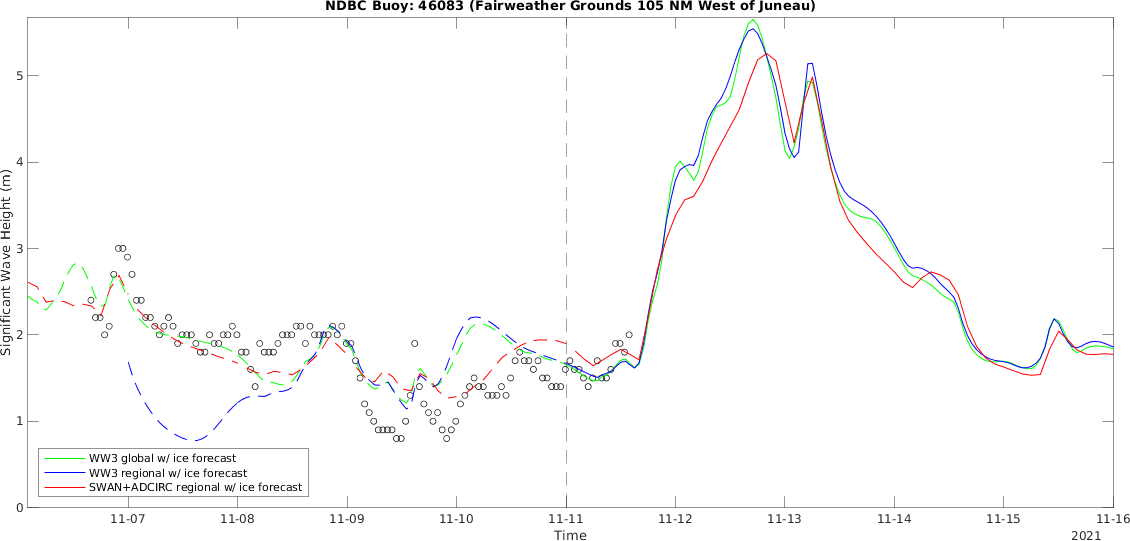 NDBC Buoy: 46083 (Fairweather Grounds 105 NM West of Juneau)
Significant Wave Height (m)
5
4
3
2
1
0
WW3 global w/ ice forecast
WW3 regional w/ ice forecast
SWAN+ADCIRC regional w/ ice forecast
11-07 11-08 11-09 11-10 11-11 11-12 11-13 11-14 11-15 11-16
Time
2021